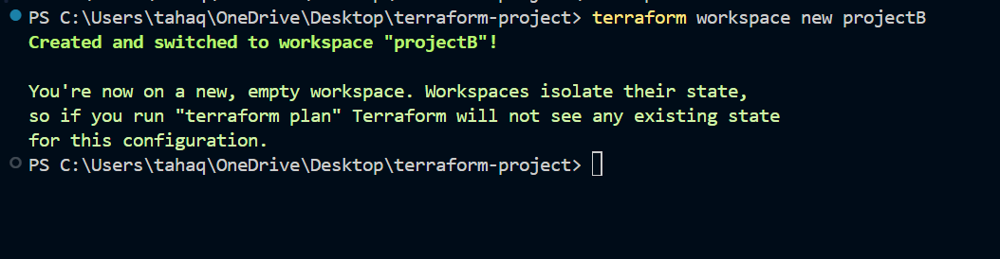 PS C:\Users\tahaq\OneDrive\Desktop\terraform-project> terraform workspace new projectB
Created and switched to workspace "projectB"!
You're now on a new, empty workspace. Workspaces isolate their state,
so if you run "terraform plan" Terraform will not see any existing state
for this configuration.
PS C:\Users\tahaq\OneDrive\Desktop\terraform-project>